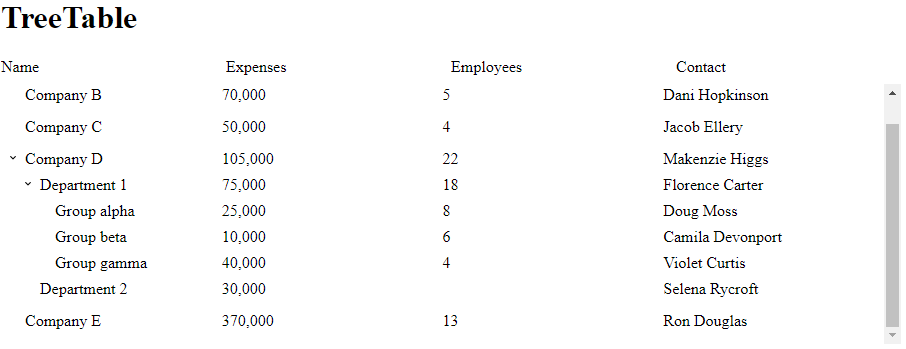 TreeTable
Name Expenses Employees Contact
Company B 70,000 5 Dani Hopkinson
Company C 50,000 4 Jacob Ellery
Company D 105,000 22 Makenzie Higgs
Department 1 75,000 18 Florence Carter
Group alpha 25,000 8 Doug Moss
Group beta 10,000 6 Camila Devonport
Group gamma 40,000 4 Violet Curtis
Department 2 30,000 Selena Rycroft
Company E 370,000 13 Ron Douglas